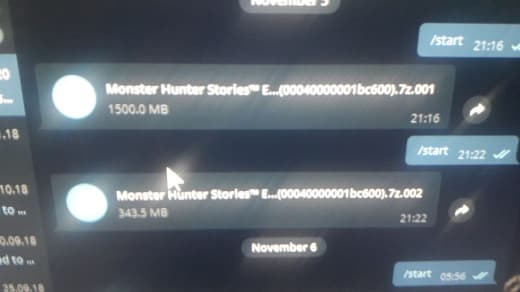 November 5
/start 21:16
Monster Hunter Stories™ E...(00040000001bc600).7z.001
1500.0 MB
21:16
.18
/start 21:22
10.18
Monster Hunter Stories™ E...(00040000001bc600).7z.002
to ...
343.5 MB
21:22
0.09.18
November 6
ed to ...
/start 05:56
25.09.18